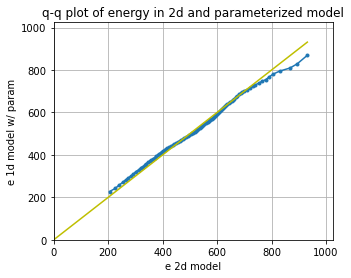 q-q plot of energy in 2d and parameterized model
1000
800
600
400
200
0
e 1d model w/ param
0 200 400 600 800 1000
e 2d model